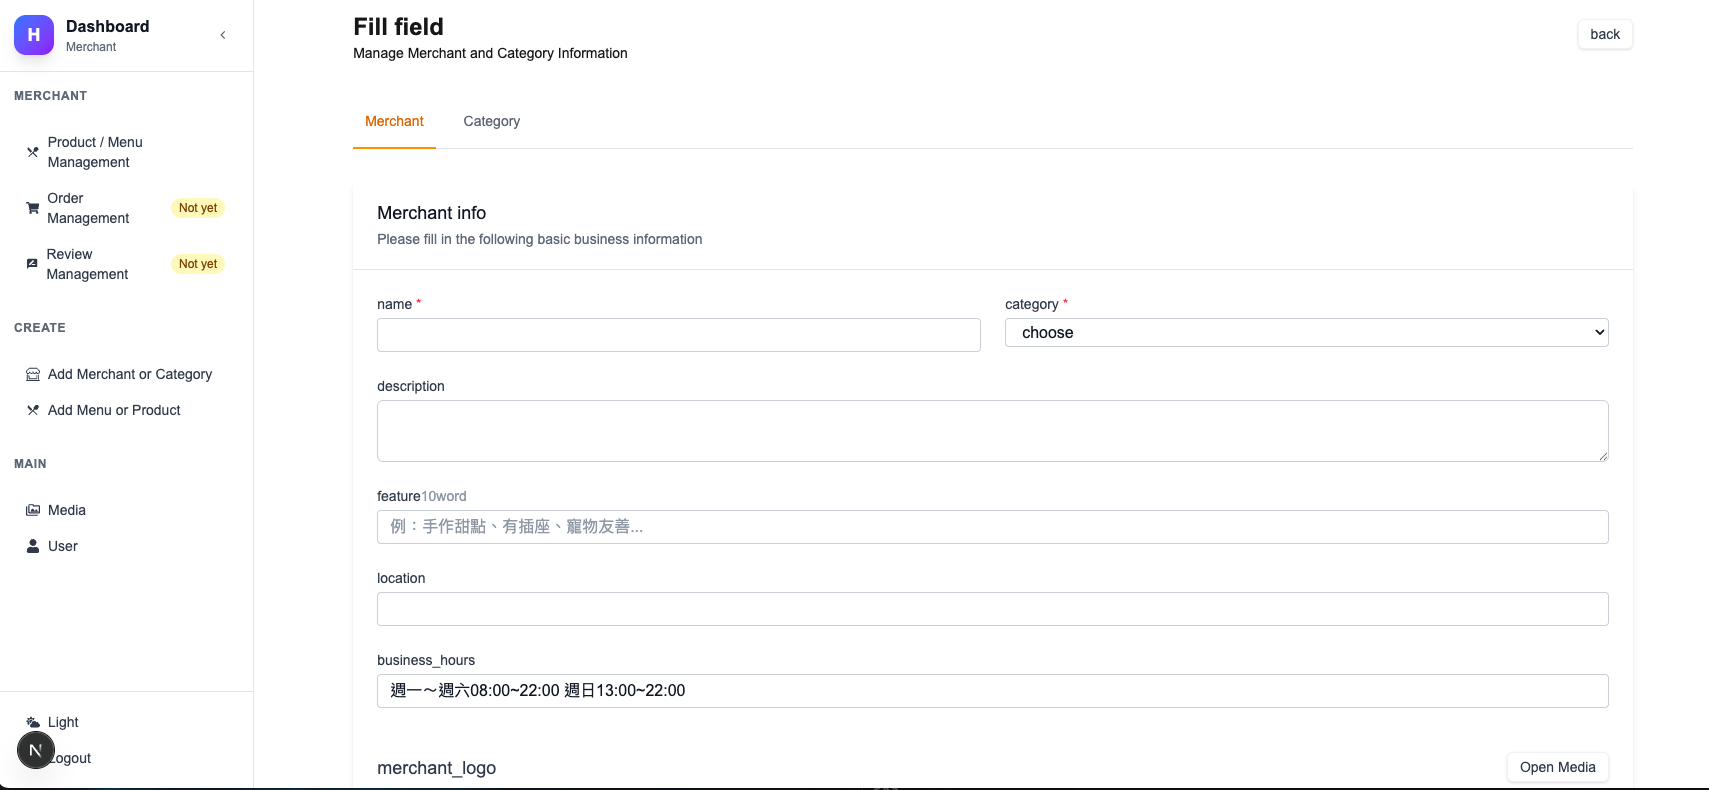 H
Dashboard
Merchant
MERCHANT
Product / Menu
Management
Order
Management
Not yet
Review
Management
Not yet
CREATE
Add Merchant or Category
Add Menu or Product
MAIN
Media
User
Light
N
Logout
Fill field
Manage Merchant and Category Information
back
Merchant
Category
Merchant info
Please fill in the following basic business information
name *
category *
choose
description
feature10word
例：手作甜點、有插座、寵物友善...
location
business_hours
週一～週六08:00~22:00 週日13:00~22:00
merchant_logo
Open Media